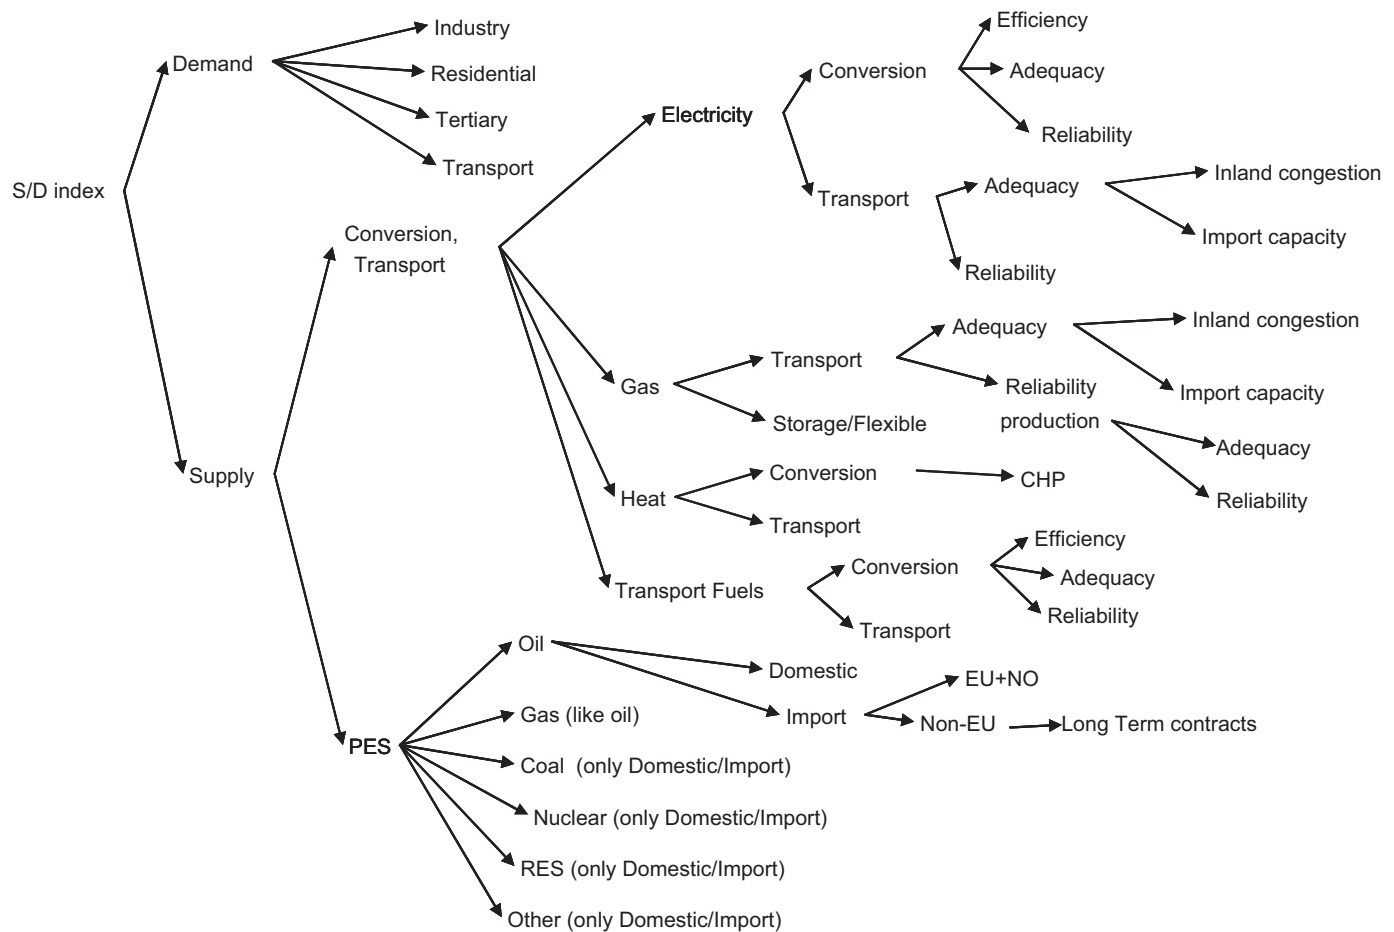 Efficiency
Industry
Demand
Conversion
Adequacy
Residential
Electricity
Tertiary
Reliability
Transport
Inland congestion
S/D index
Adequacy
Transport
Conversion,
Transport
Import capacity
Reliability
Inland congestion
Adequacy
Transport
Gas
Reliability
Import capacity
Storage/Flexible production
Adequacy
Supply
Conversion
CHP
Heat
Reliability
Transport
Efficiency
Conversion
Adequacy
Transport Fuels
Reliability
Transport
Oil
Domestic
EU+NO
Gas (like oil)
Import
Non-EU
Long Term contracts
PES
Coal (only Domestic/Import)
Nuclear (only Domestic/Import)
RES (only Domestic/Import)
Other (only Domestic/Import)